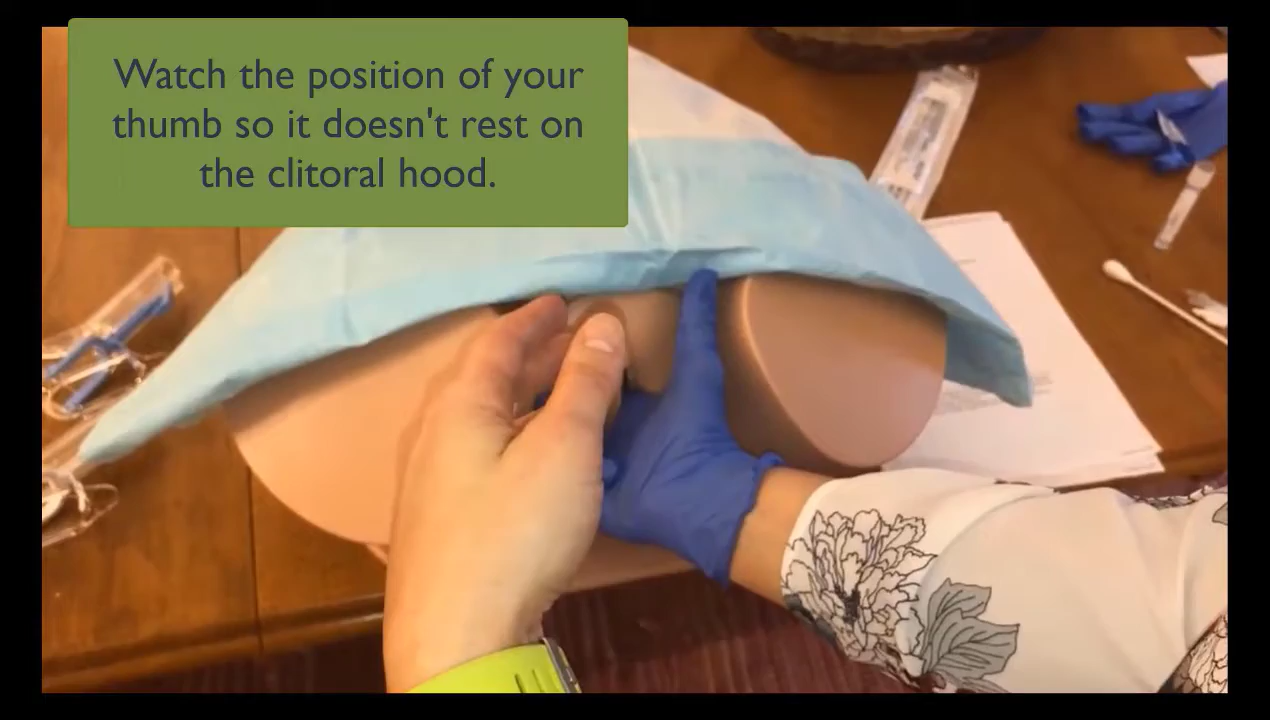 Watch the position of your
thumb so it doesn't rest on
the clitoral hood.